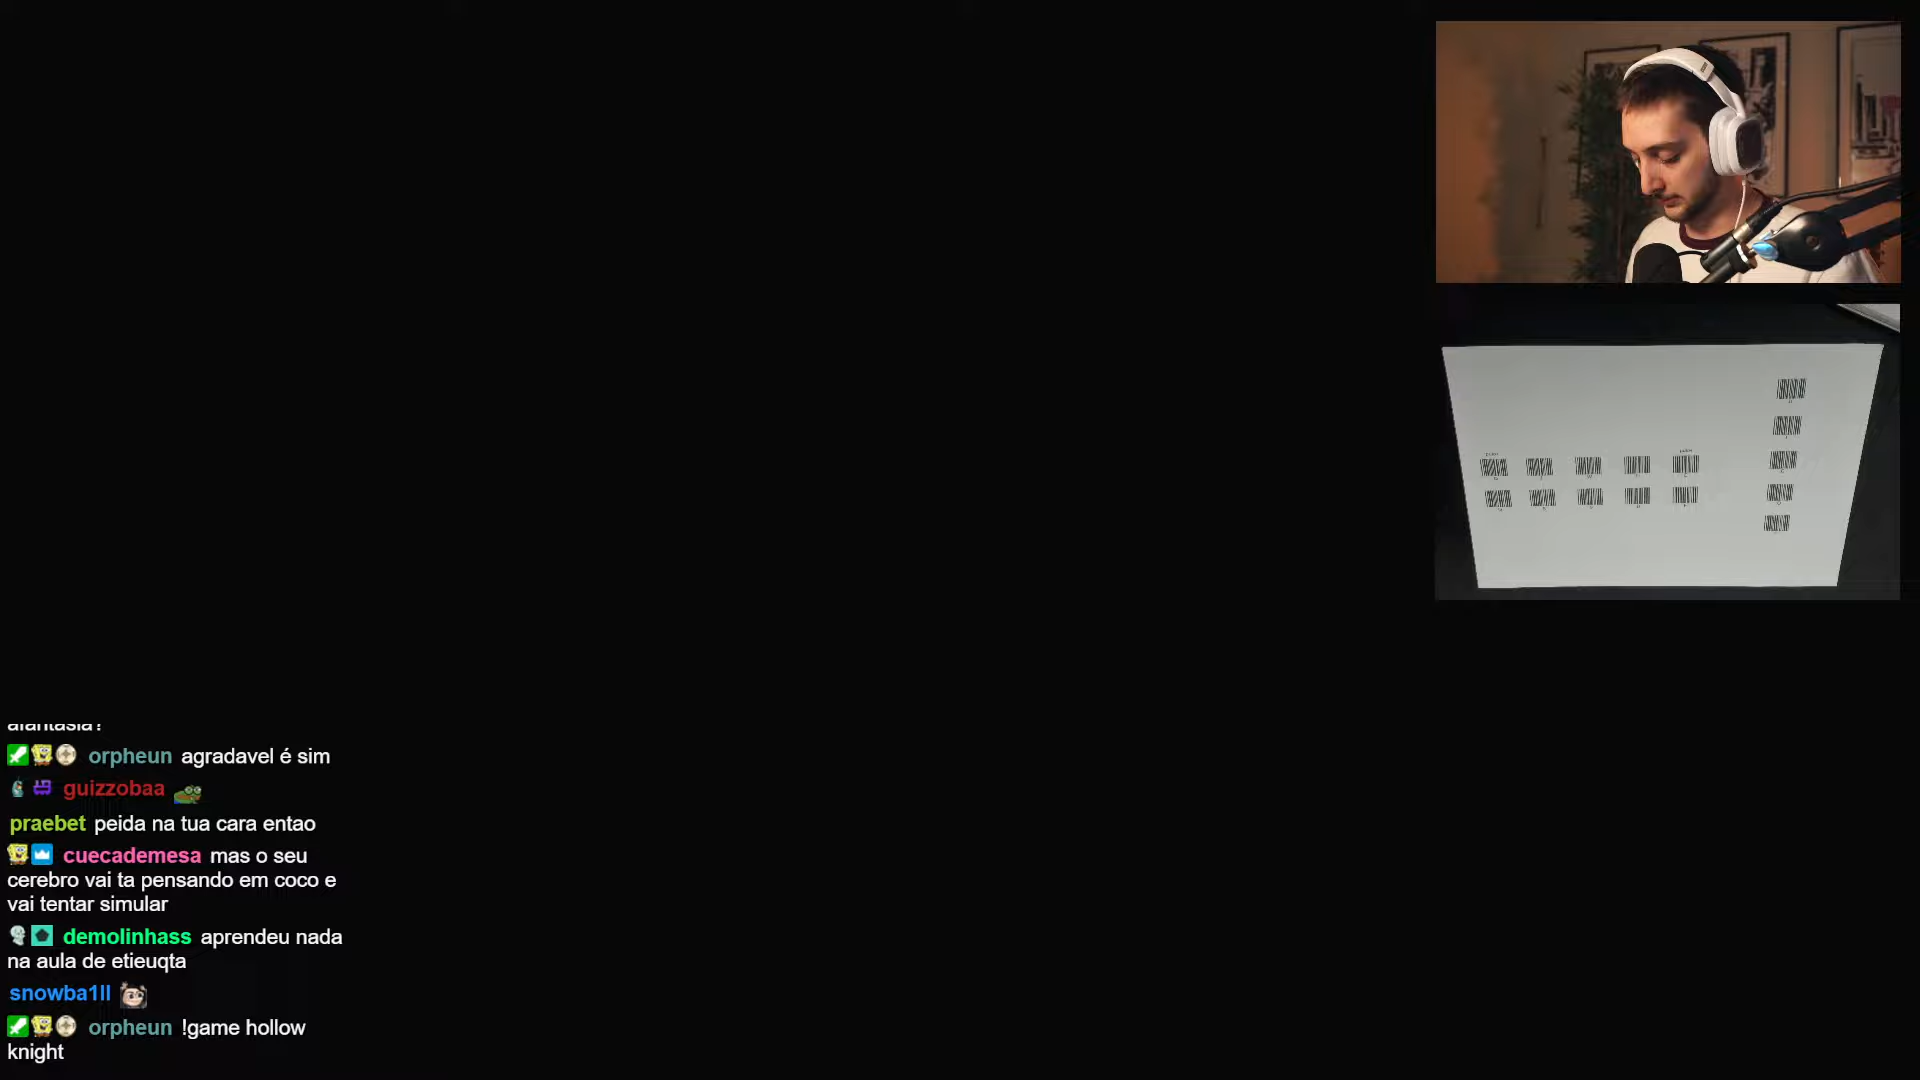 orpheun agradavel é sim
guizzobaa
praebet peida na tua cara entao
cuecademesa mas o seu
cerebro vai ta pensando em coco e
vai tentar simular
demolinhass aprendeu nada
na aula de etieuqta
snowba1ll
orpheun !game hollow
knight